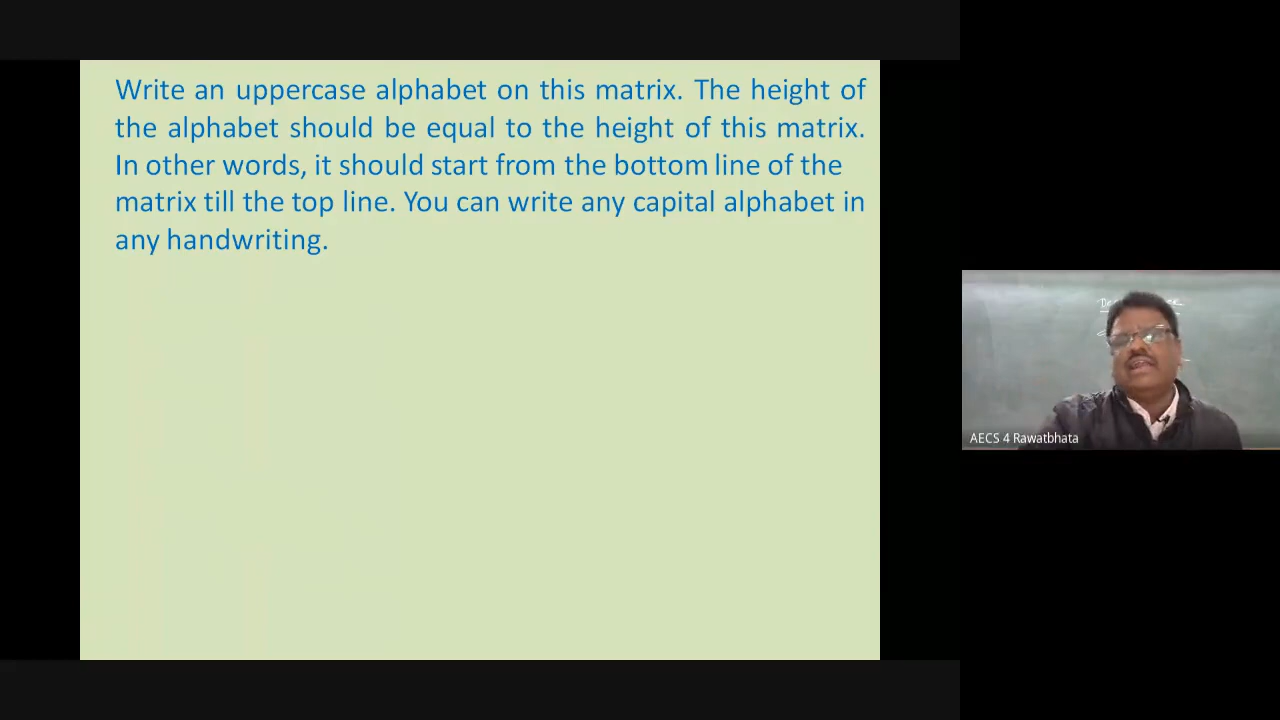 Write an uppercase alphabet on this matrix. The height of
the alphabet should be equal to the height of this matrix.
In other words, it should start from the bottom line of the
matrix till the top line. You can write any capital alphabet in
any handwriting.
AECS 4 Rawatbhata